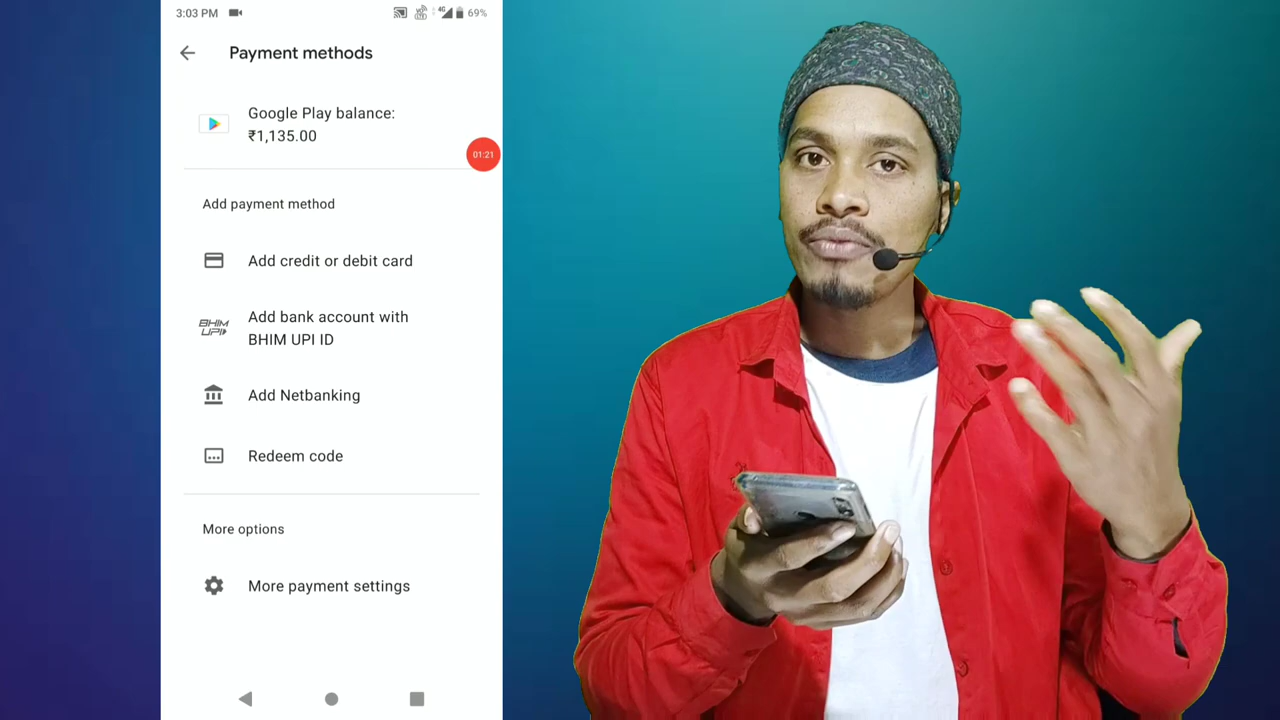 3:03 PM
4G
69%
Payment methods
Google Play balance:
₹1,135.00
01:21
Add payment method
Add credit or debit card
BHIM
UPI
Add bank account with
BHIM UPI ID
Add Netbanking
Redeem code
More options
More payment settings